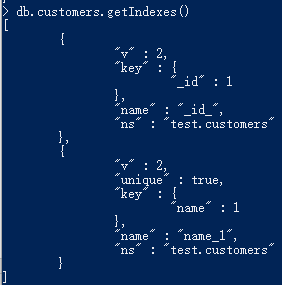 > db.customers.getIndexes()
[
        {
                "v" : 2,
                "key" : {
                        "_id" : 1
                },
                "name" : "_id_",
                "ns" : "test.customers"
        },
        {
                "v" : 2,
                "unique" : true,
                "key" : {
                        "name" : 1
                },
                "name" : "name_1",
                "ns" : "test.customers"
        }
]